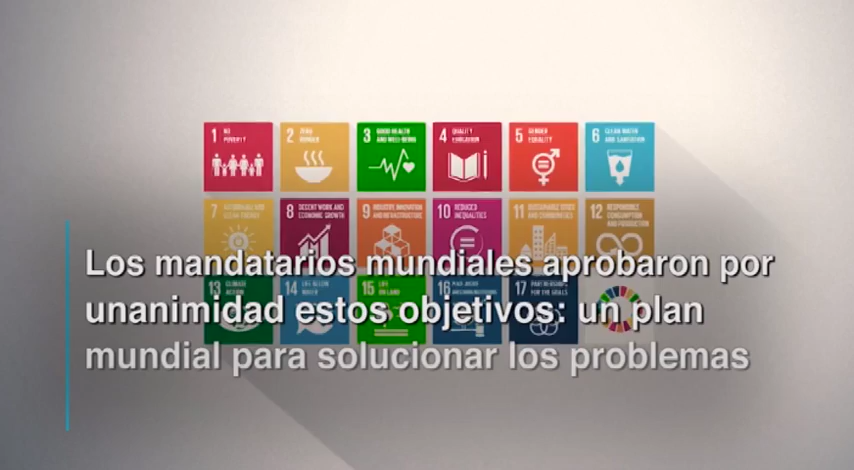 1 NO POVERTY
2 ZERO HUNGER
3 GOOD HEALTH AND WELL-BEING
4 QUALITY EDUCATION
5 GENDER EQUALITY
6 CLEAN WATER AND SANITATION
7 AFFORDABLE AND CLEAN ENERGY
8 DECENT WORK AND ECONOMIC GROWTH
9 INDUSTRY, INNOVATION AND INFRASTRUCTURE
10 REDUCED INEQUALITIES
11 SUSTAINABLE CITIES AND COMMUNITIES
12 RESPONSIBLE CONSUMPTION AND PRODUCTION
Los mandatarios mundiales aprobaron por
13 CLIMATE ACTION
14 LIFE BELOW WATER
15 LIFE ON LAND
16
17 PARTNERSHIPS FOR THE GOALS
unanimidad estos objetivos: un plan
mundial para solucionar los problemas